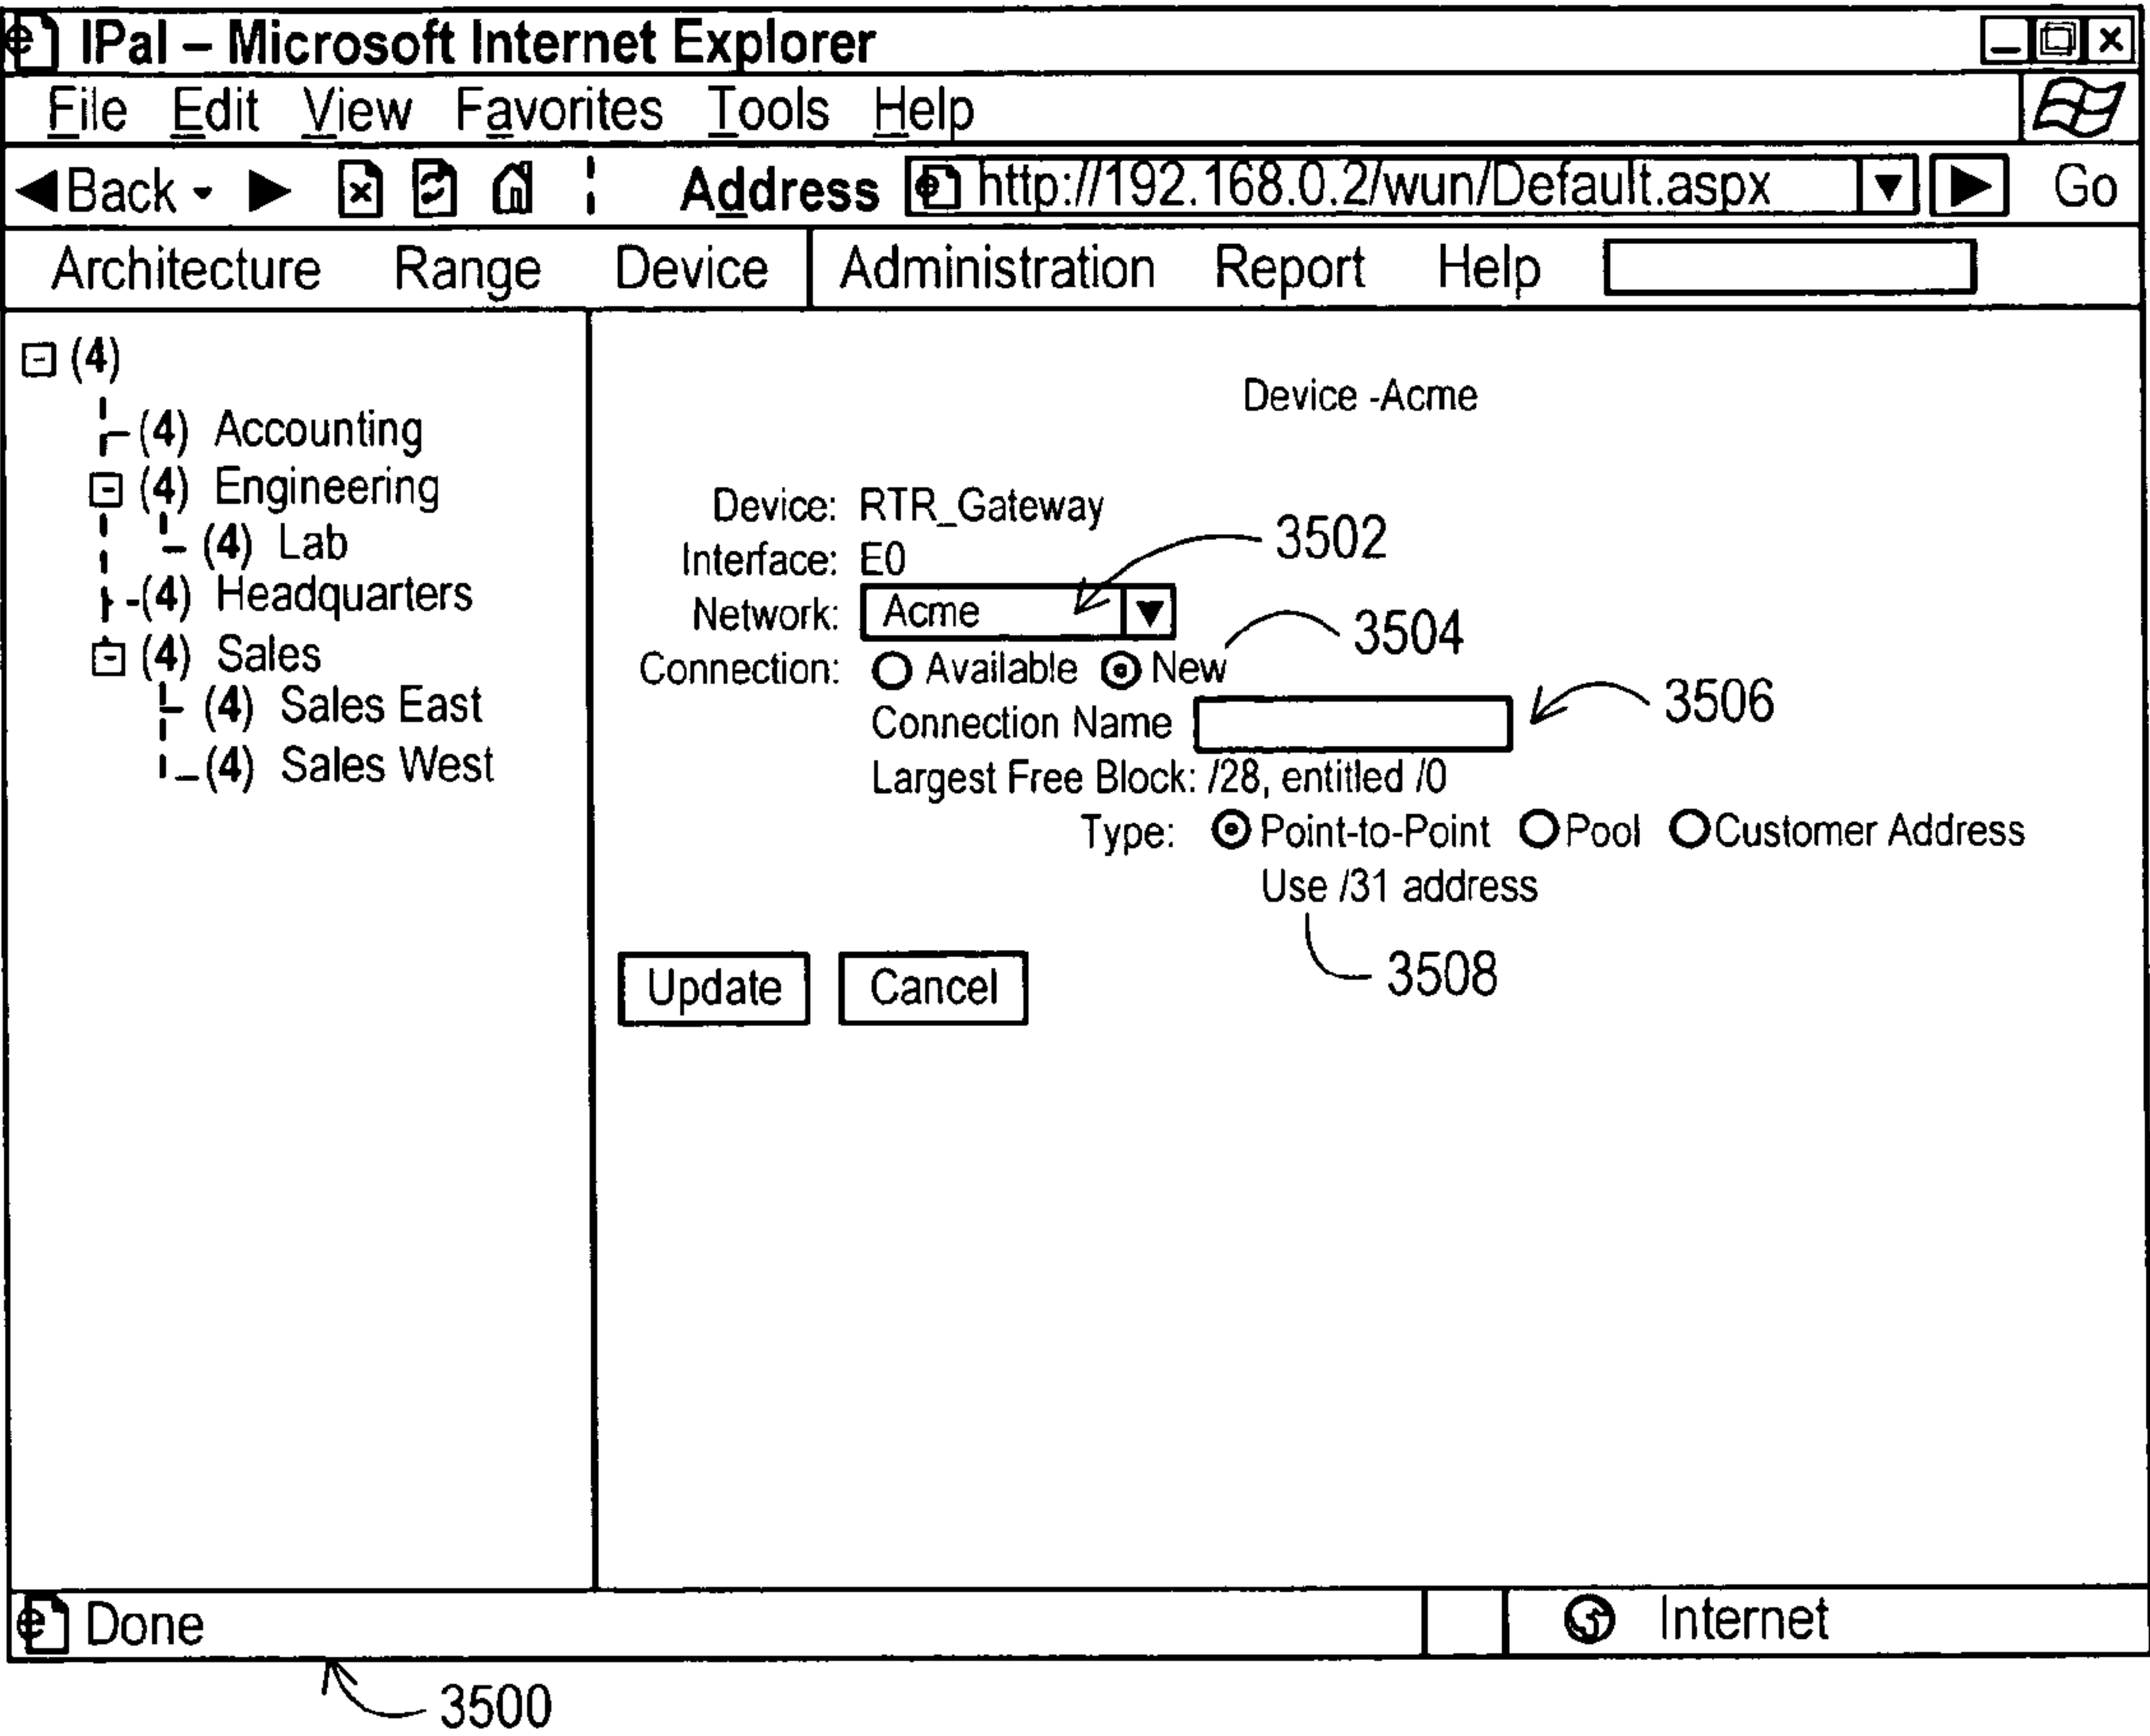 IPal – Microsoft Internet Explorer
File Edit View Favorites Tools Help
Back Address http://192.168.0.2/wun/Default.aspx Go
Architecture Range Device Administration Report Help
(4)
(4) Accounting
(4) Engineering
(4) Lab
(4) Headquarters
(4) Sales
(4) Sales East
(4) Sales West
Device -Acme
Device: RTR_Gateway
Interface: E0
3502
Network: Acme
3504
Connection: Available New
Connection Name
3506
Largest Free Block: /28, entitled /0
Type: Point-to-Point Pool Customer Address
Use /31 address
3508
Update Cancel
Done Internet
3500